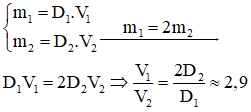 {m₁ = D₁.V₁
m₂ = D₂.V₂ m₁ = 2m₂
D₁V₁ = 2D₂V₂ ⇒ V₁/V₂ = 2D₂/D₁ ≈ 2,9